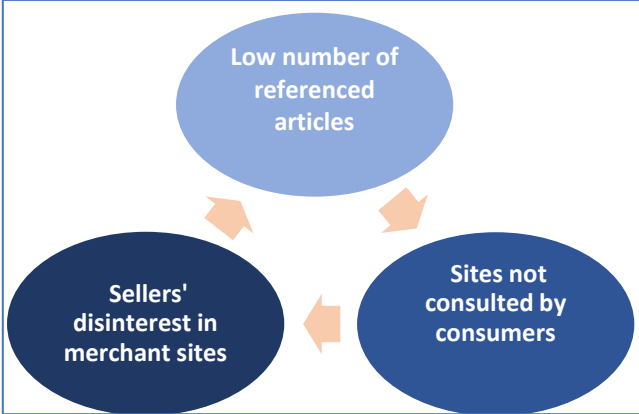 Low number of
referenced
articles
Sites not
consulted by
consumers
Sellers'
disinterest in
merchant sites